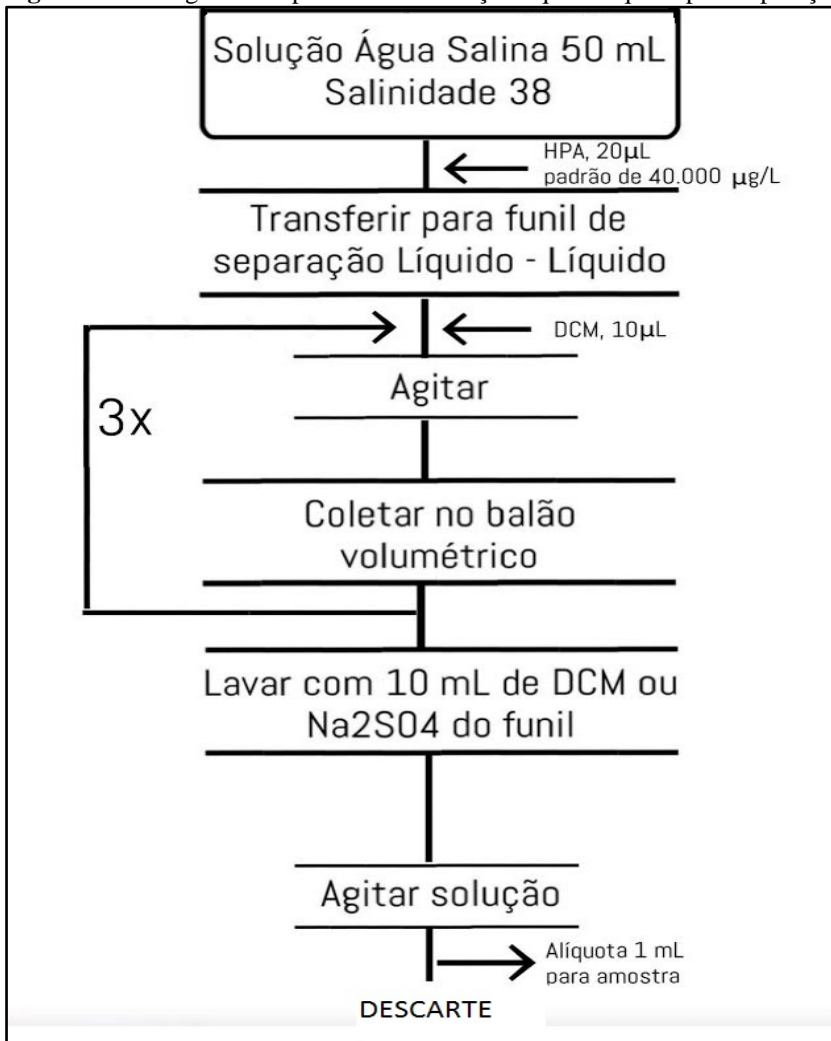 Solução Água Salina 50 mL
Salinidade 38
HPA, 20μL
padrão de 40.000 μg/L
Transferir para funil de
separação Líquido - Líquido
DCM, 10μL
Agitar
3x
Coletar no balão
volumétrico
Lavar com 10 mL de DCM ou
Na2SO4 do funil
Agitar solução
Alíquota 1 mL
para amostra
DESCARTE